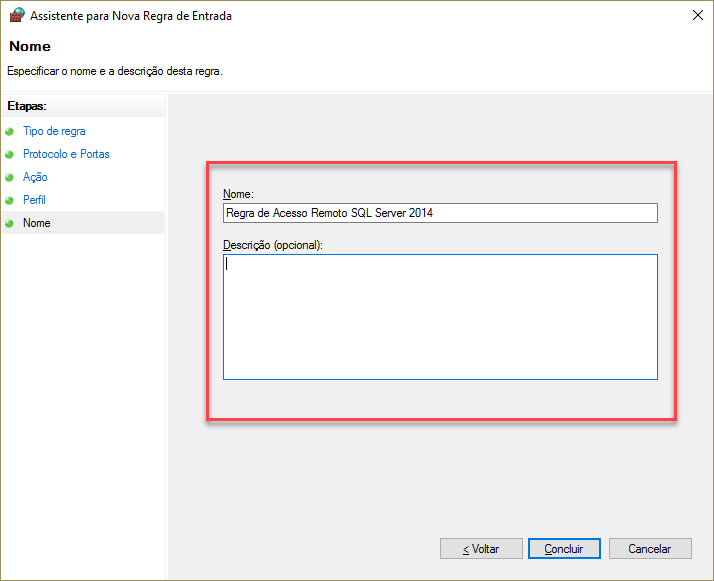 Assistente para Nova Regra de Entrada
Nome
Especificar o nome e a descrição desta regra.
Etapas:
Tipo de regra
Protocolo e Portas
Ação
Perfil
Nome
Nome:
Regra de Acesso Remoto SQL Server 2014
Descrição (opcional):
< Voltar
Concluir
Cancelar